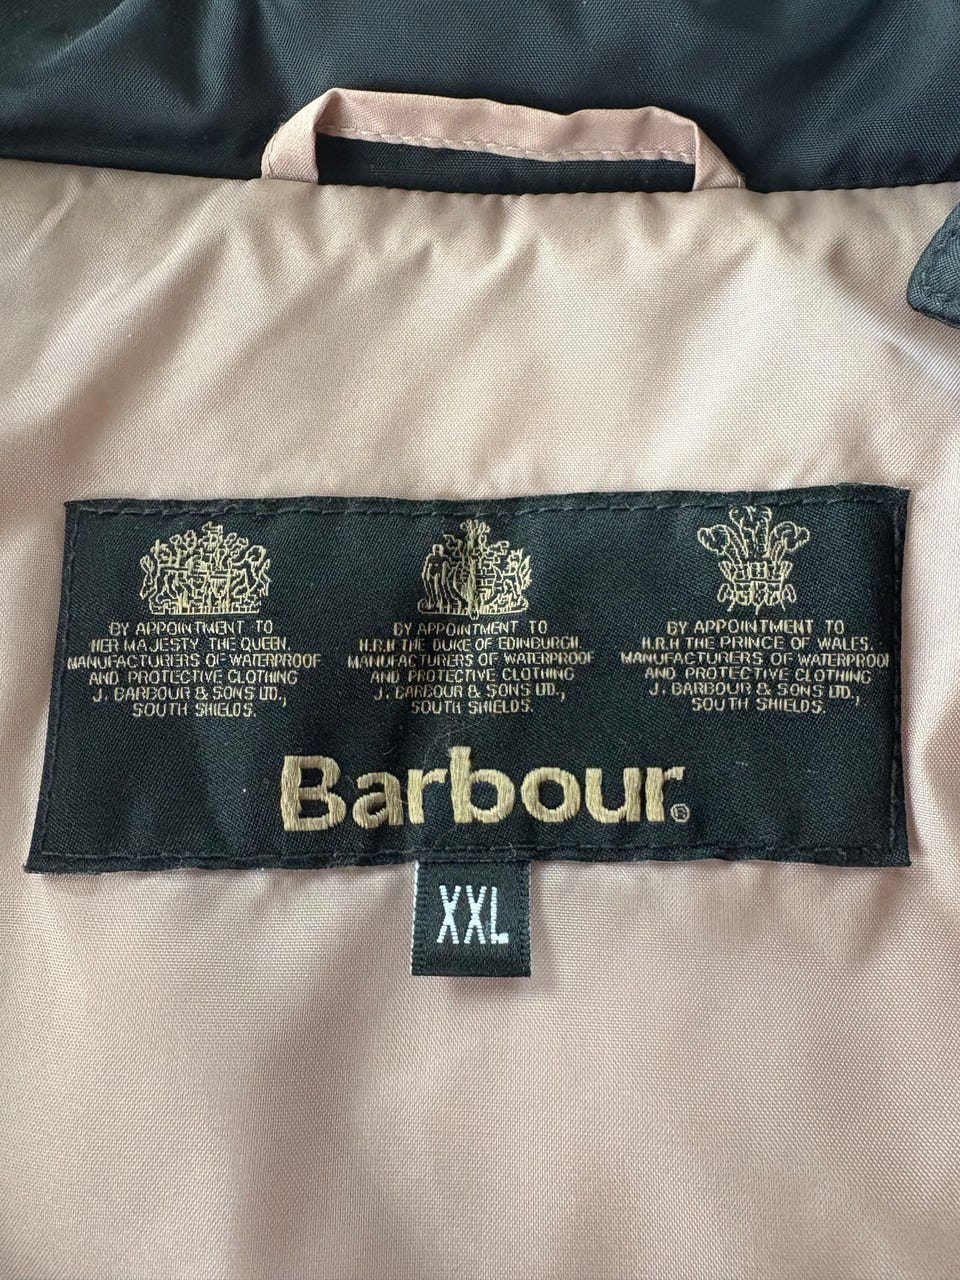 BY APPOINTMENT TO
HER MAJESTY THE QUEEN.
MANUFACTURERS OF WATERPROOF
AND PROTECTIVE CLOTHING
J. BARBOUR & SONS LTD.,
SOUTH SHIELDS.
BY APPOINTMENT TO
H.R.H THE DUKE OF EDINBURGH
MANUFACTURERS OF WATERPROOF
AND PROTECTIVE CLOTHING
J. BARBOUR & SONS LTD.,
SOUTH SHIELDS.
BY APPOINTMENT TO
H.R.H THE PRINCE OF WALES.
MANUFACTURERS OF WATERPROOF
AND PROTECTIVE CLOTHING
J. BARBOUR & SONS LTD.,
SOUTH SHIELDS.
Barbour®
XXL